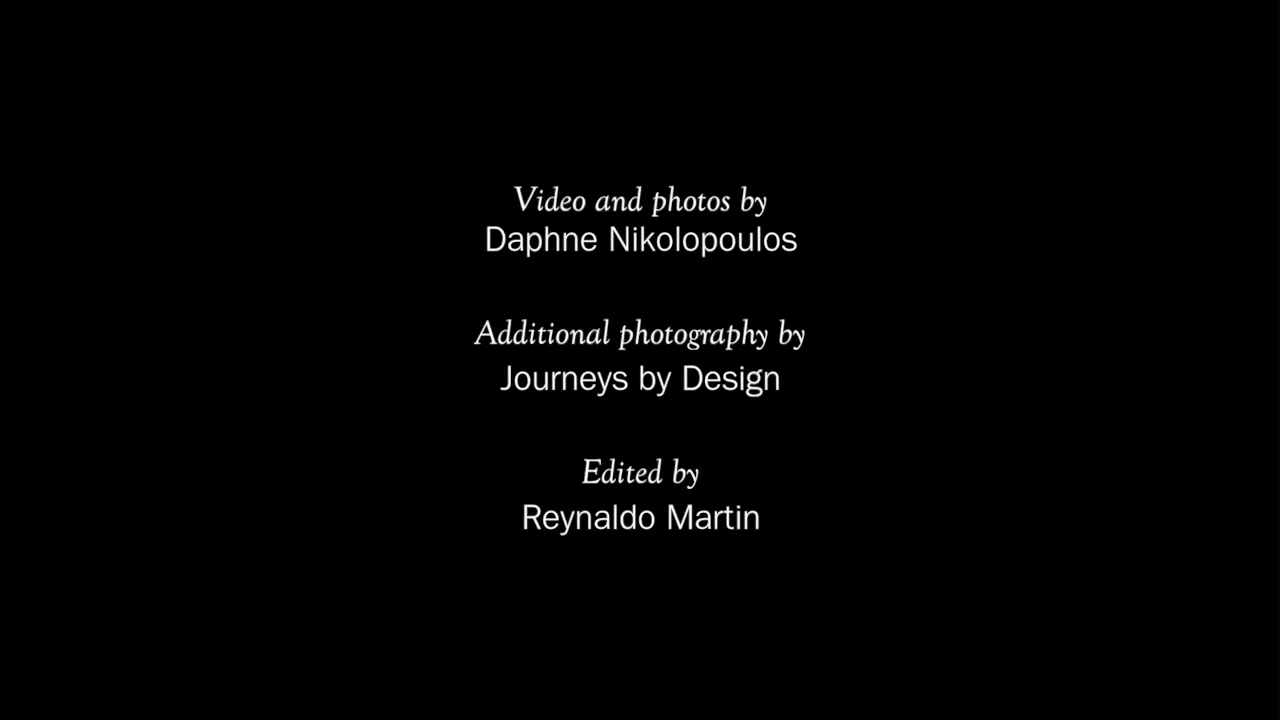 Video and photos by
Daphne Nikolopoulos
Additional photography by
Journeys by Design
Edited by
Reynaldo Martin